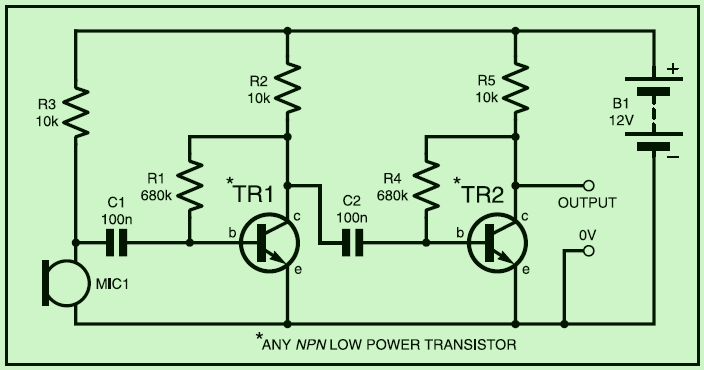 R3
10k
R2
10k
R5
10k
B1
12V
+
–
R1
680k
*TR1
R4
680k
*TR2
C1
100n
C2
100n
b
c
e
b
c
e
OUTPUT
0V
MIC1
*ANY NPN LOW POWER TRANSISTOR